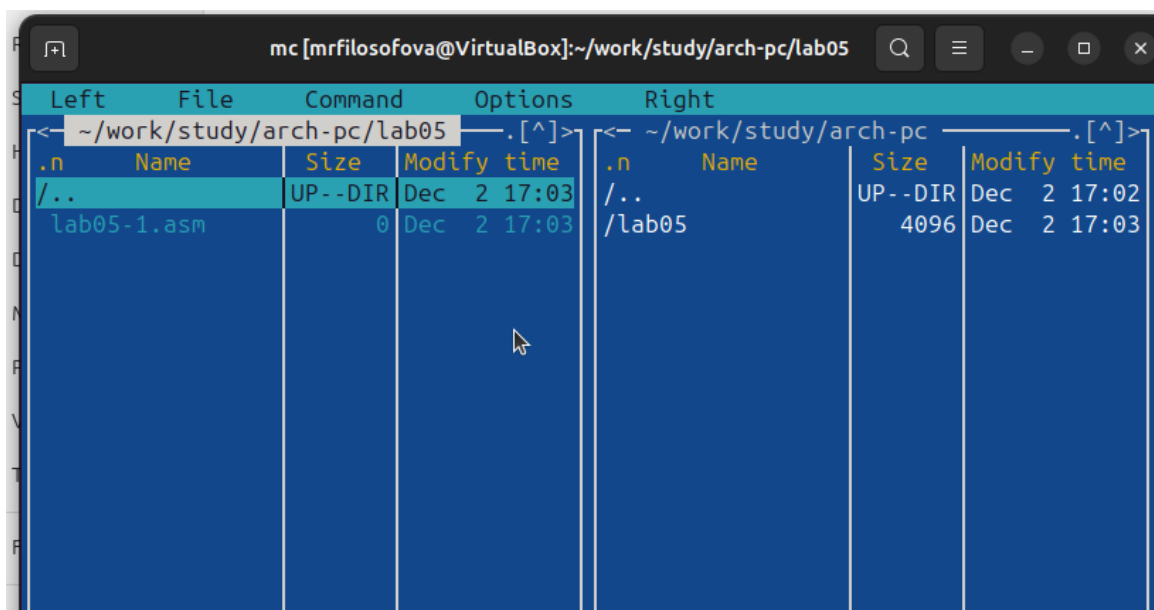 mc [mrfilosofova@VirtualBox]:~/work/study/arch-pc/lab05
Left File Command Options Right
<─ ~/work/study/arch-pc/lab05 ──.[^]>
.n Name Size Modify time
/.. UP--DIR Dec 2 17:03
lab05-1.asm 0 Dec 2 17:03
<─ ~/work/study/arch-pc ──.[^]>
.n Name Size Modify time
/.. UP--DIR Dec 2 17:02
/lab05 4096 Dec 2 17:03